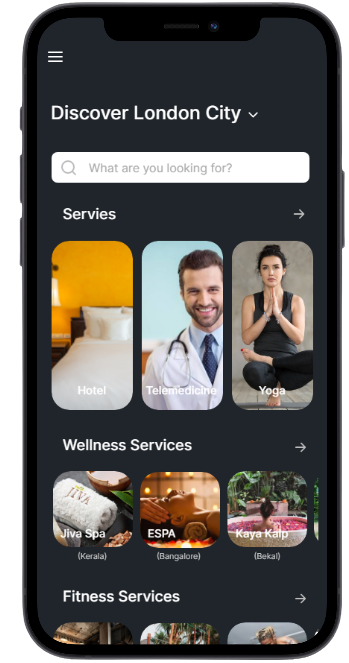 Discover London City
What are you looking for?
Servies
Hotel
Telemedicine
Yoga
Wellness Services
JIVA
Jiva Spa
ESPA
Kaya Kalp
(Kerala)
(Bangalore)
(Bekal)
Fitness Services